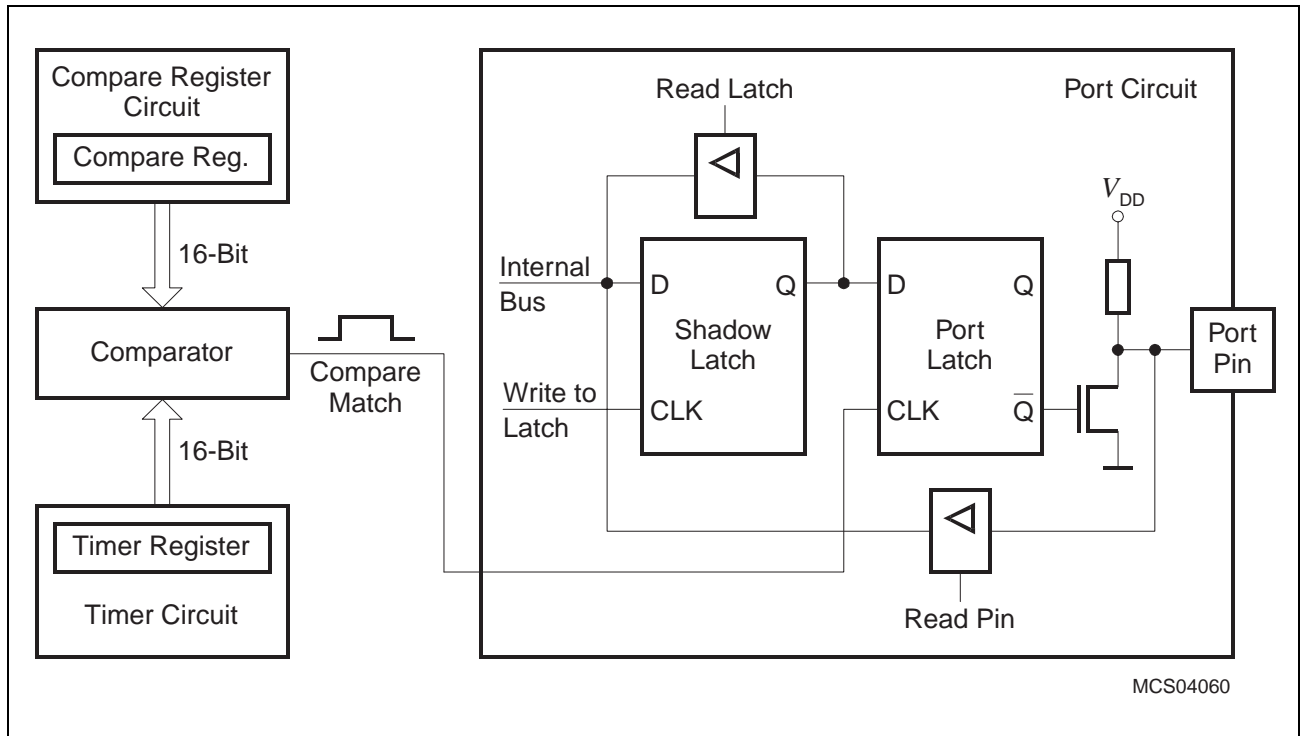 Compare Register
Circuit
Compare Reg.
16-Bit
Comparator
16-Bit
Timer Register
Timer Circuit
Compare
Match
Port Circuit
Read Latch
Internal
Bus
Write to
Latch
D
Q
Shadow
Latch
CLK
D
Q
Port
Latch
CLK
Q̅
VDD
Port
Pin
Read Pin
MCS04060